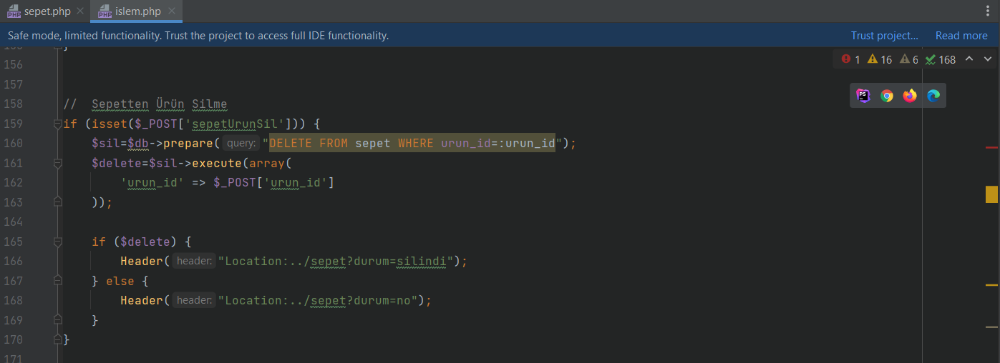 sepet.php islem.php
Safe mode, limited functionality. Trust the project to access full IDE functionality. Trust project... Read more
1 16 6 168
156
157
158 // Sepetten Ürün Silme
159 if (isset($_POST['sepetUrunSil'])) {
160 $sil=$db->prepare( query: "DELETE FROM sepet WHERE urun_id=:urun_id");
161 $delete=$sil->execute(array(
162 'urun_id' => $_POST['urun_id']
163 ));
164
165 if ($delete) {
166 Header( header: "Location:../sepet?durum=silindi");
167 } else {
168 Header( header: "Location:../sepet?durum=no");
169 }
170 }
171